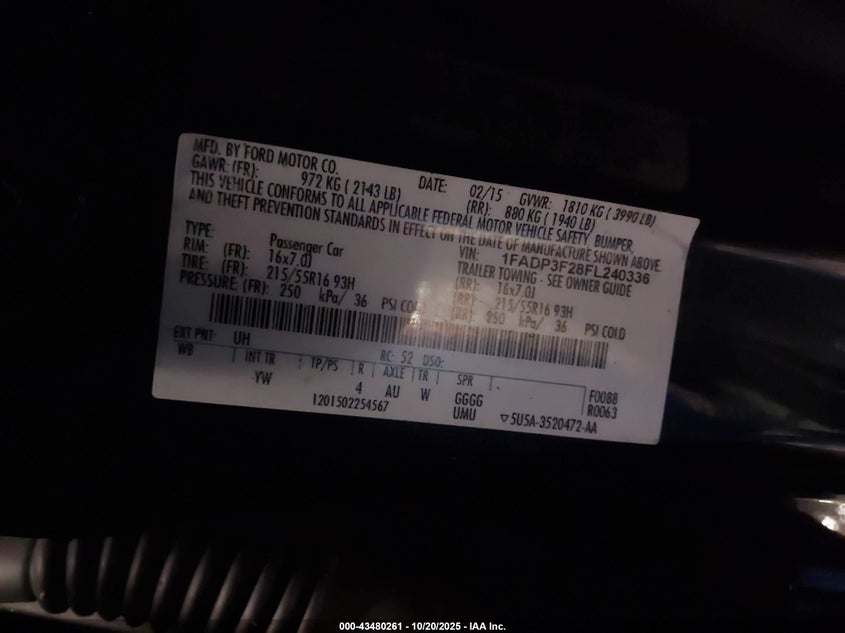 MFD. BY FORD MOTOR CO.
DATE: 02/15 GVWR: 1810 KG ( 3990 LB)
GAWR: (FR): 972 KG ( 2143 LB) (RR): 880 KG ( 1940 LB)
THIS VEHICLE CONFORMS TO ALL APPLICABLE FEDERAL MOTOR VEHICLE SAFETY, BUMPER,
AND THEFT PREVENTION STANDARDS IN EFFECT ON THE DATE OF MANUFACTURE SHOWN ABOVE.
VIN: 1FADP3F28FL240336
TYPE: Passenger Car TRAILER TOWING - SEE OWNER GUIDE
RIM: (FR): 16x7.0J (RR): 16x7.0J
TIRE: (FR): 215/55R16 93H (RR): 215/55R16 93H
PRESSURE: (FR): 250 kPa/ 36 PSI COLD (RR): 250 kPa/ 36 PSI COLD
EXT PNT: UH RC: 52 DSO:
WB INT TR TP/PS R AXLE TR SPR
YW 4 AU W GGGG F0088
1201502254567 UMU R0063
5U5A-3520472-AA
000-43480261 - 10/20/2025 - IAA Inc.